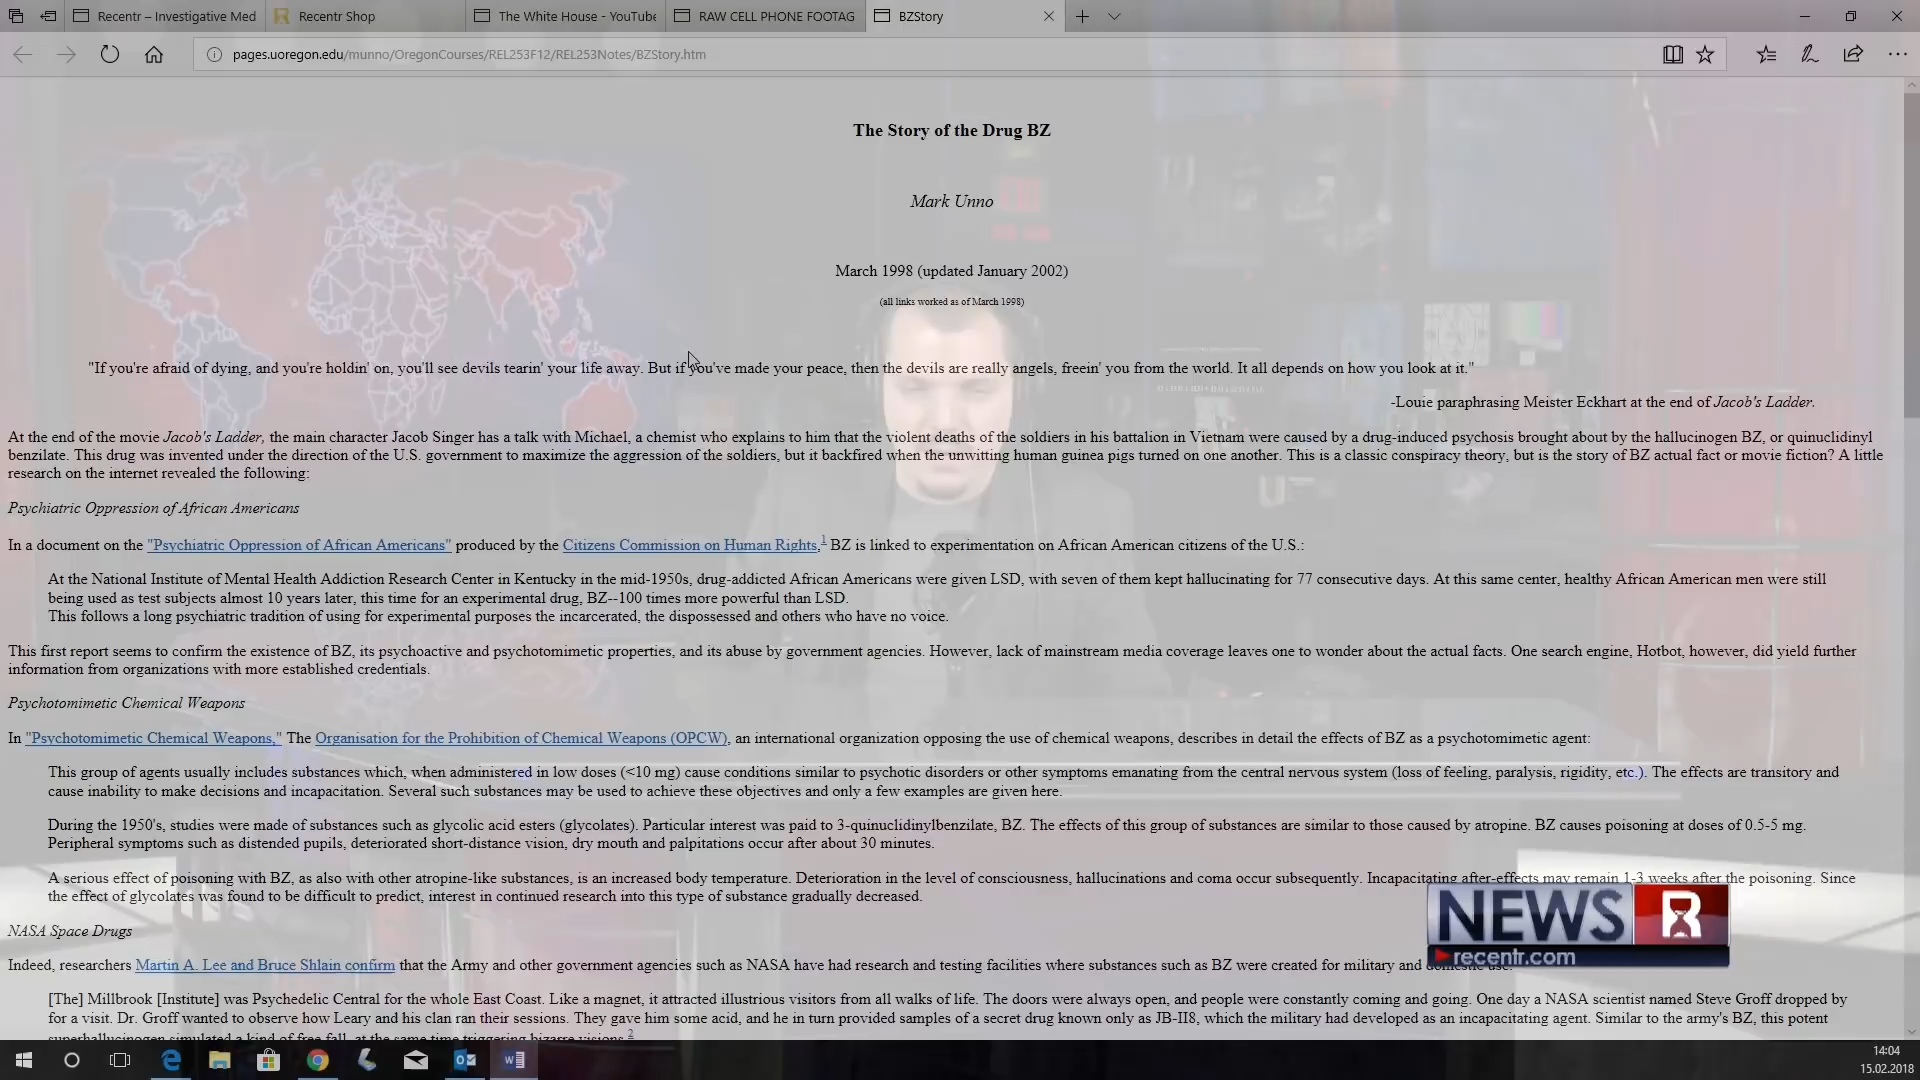 Recentr – Investigative Med
Recentr Shop
The White House - YouTube
RAW CELL PHONE FOOTAG
BZStory
pages.uoregon.edu/munno/OregonCourses/REL253F12/REL253Notes/BZStory.htm
The Story of the Drug BZ
Mark Unno
March 1998 (updated January 2002)
(all links worked as of March 1998)
"If you're afraid of dying, and you're holdin' on, you'll see devils tearin' your life away. But if you've made your peace, then the devils are really angels, freein' you from the world. It all depends on how you look at it."
-Louie paraphrasing Meister Eckhart at the end of Jacob's Ladder.
At the end of the movie Jacob's Ladder, the main character Jacob Singer has a talk with Michael, a chemist who explains to him that the violent deaths of the soldiers in his battalion in Vietnam were caused by a drug-induced psychosis brought about by the hallucinogen BZ, or quinuclidinyl
benzilate. This drug was invented under the direction of the U.S. government to maximize the aggression of the soldiers, but it backfired when the unwitting human guinea pigs turned on one another. This is a classic conspiracy theory, but is the story of BZ actual fact or movie fiction? A little
research on the internet revealed the following:
Psychiatric Oppression of African Americans
In a document on the "Psychiatric Oppression of African Americans" produced by the Citizens Commission on Human Rights,1 BZ is linked to experimentation on African American citizens of the U.S.:
At the National Institute of Mental Health Addiction Research Center in Kentucky in the mid-1950s, drug-addicted African Americans were given LSD, with seven of them kept hallucinating for 77 consecutive days. At this same center, healthy African American men were still
being used as test subjects almost 10 years later, this time for an experimental drug, BZ--100 times more powerful than LSD.
This follows a long psychiatric tradition of using for experimental purposes the incarcerated, the dispossessed and others who have no voice.
This first report seems to confirm the existence of BZ, its psychoactive and psychotomimetic properties, and its abuse by government agencies. However, lack of mainstream media coverage leaves one to wonder about the actual facts. One search engine, Hotbot, however, did yield further
information from organizations with more established credentials.
Psychotomimetic Chemical Weapons
In "Psychotomimetic Chemical Weapons," The Organisation for the Prohibition of Chemical Weapons (OPCW), an international organization opposing the use of chemical weapons, describes in detail the effects of BZ as a psychotomimetic agent:
This group of agents usually includes substances which, when administered in low doses (<10 mg) cause conditions similar to psychotic disorders or other symptoms emanating from the central nervous system (loss of feeling, paralysis, rigidity, etc.). The effects are transitory and
cause inability to make decisions and incapacitation. Several such substances may be used to achieve these objectives and only a few examples are given here.
During the 1950's, studies were made of substances such as glycolic acid esters (glycolates). Particular interest was paid to 3-quinuclidinylbenzilate, BZ. The effects of this group of substances are similar to those caused by atropine. BZ causes poisoning at doses of 0.5-5 mg.
Peripheral symptoms such as distended pupils, deteriorated short-distance vision, dry mouth and palpitations occur after about 30 minutes.
A serious effect of poisoning with BZ, as also with other atropine-like substances, is an increased body temperature. Deterioration in the level of consciousness, hallucinations and coma occur subsequently. Incapacitating after-effects may remain 1-3 weeks after the poisoning. Since
the effect of glycolates was found to be difficult to predict, interest in continued research into this type of substance gradually decreased.
NASA Space Drugs
Indeed, researchers Martin A. Lee and Bruce Shlain confirm that the Army and other government agencies such as NASA have had research and testing facilities where substances such as BZ were created for military and domestic use.
[The] Millbrook [Institute] was Psychedelic Central for the whole East Coast. Like a magnet, it attracted illustrious visitors from all walks of life. The doors were always open, and people were constantly coming and going. One day a NASA scientist named Steve Groff dropped by
for a visit. Dr. Groff wanted to observe how Leary and his clan ran their sessions. They gave him some acid, and he in turn provided samples of a secret drug known only as JB-II8, which the military had developed as an incapacitating agent. Similar to the army's BZ, this potent
superhallucinogen simulated a kind of free fall, at the same time triggering bizarre visions.2
NEWS R
recentr.com
14:04
15.02.2018